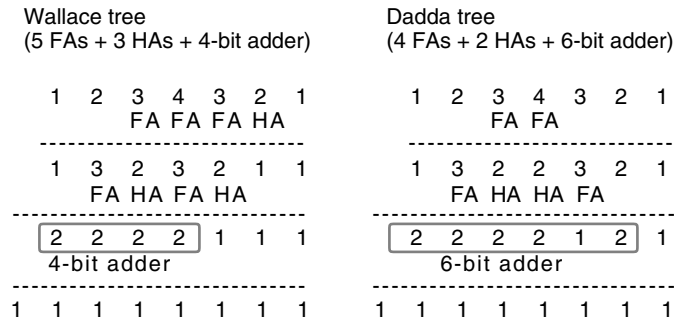 Wallace tree
(5 FAs + 3 HAs + 4-bit adder)
1 2 3 4 3 2 1
FA FA FA HA
1 3 2 3 2 1 1
FA HA FA HA
2 2 2 2 1 1 1
4-bit adder
1 1 1 1 1 1 1 1
Dadda tree
(4 FAs + 2 HAs + 6-bit adder)
1 2 3 4 3 2 1
FA FA
1 3 2 2 3 2 1
FA HA HA FA
2 2 2 2 1 2 1
6-bit adder
1 1 1 1 1 1 1 1